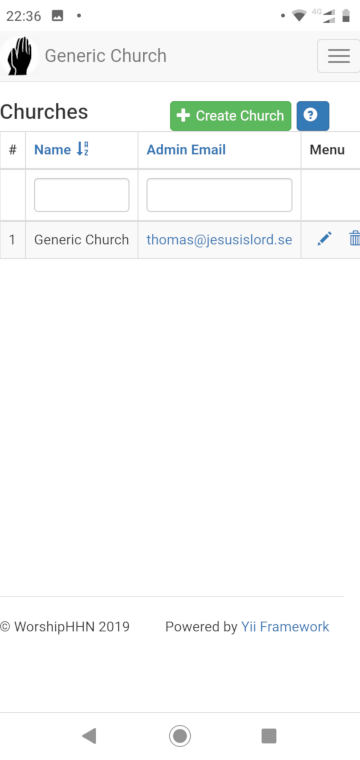 22:36
4G
Generic Church
Churches
Create Church
# Name Admin Email Menu
1 Generic Church thomas@jesusislord.se
© WorshipHHN 2019 Powered by Yii Framework